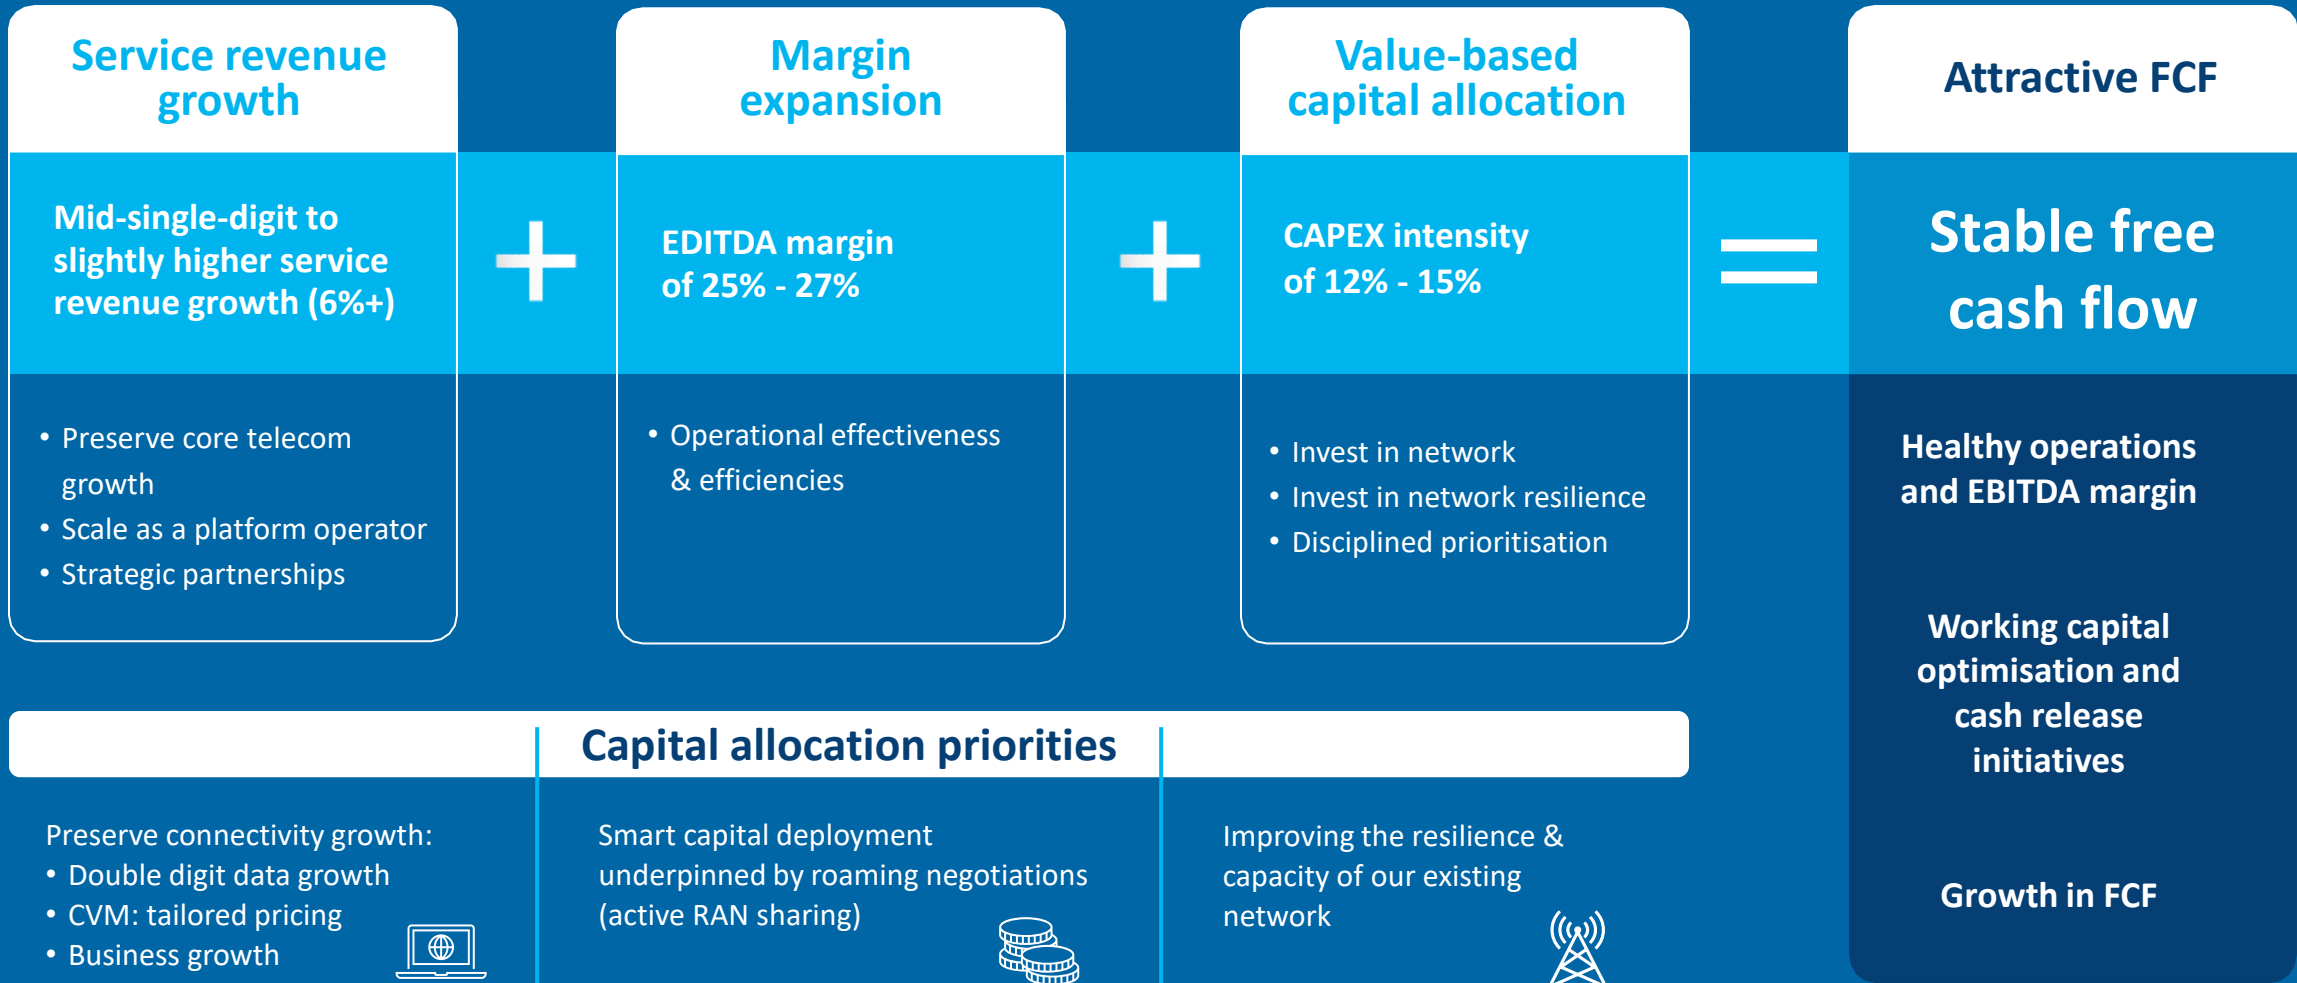 Service revenue
growth
Mid-single-digit to
slightly higher service
revenue growth (6%+)
• Preserve core telecom
growth
• Scale as a platform operator
• Strategic partnerships
+
Margin
expansion
EDITDA margin
of 25% - 27%
• Operational effectiveness
& efficiencies
+
Value-based
capital allocation
CAPEX intensity
of 12% - 15%
• Invest in network
• Invest in network resilience
• Disciplined prioritisation
=
Attractive FCF
Stable free
cash flow
Healthy operations
and EBITDA margin
Working capital
optimisation and
cash release
initiatives
Growth in FCF
Capital allocation priorities
Preserve connectivity growth:
• Double digit data growth
• CVM: tailored pricing
• Business growth
Smart capital deployment
underpinned by roaming negotiations
(active RAN sharing)
Improving the resilience &
capacity of our existing
network